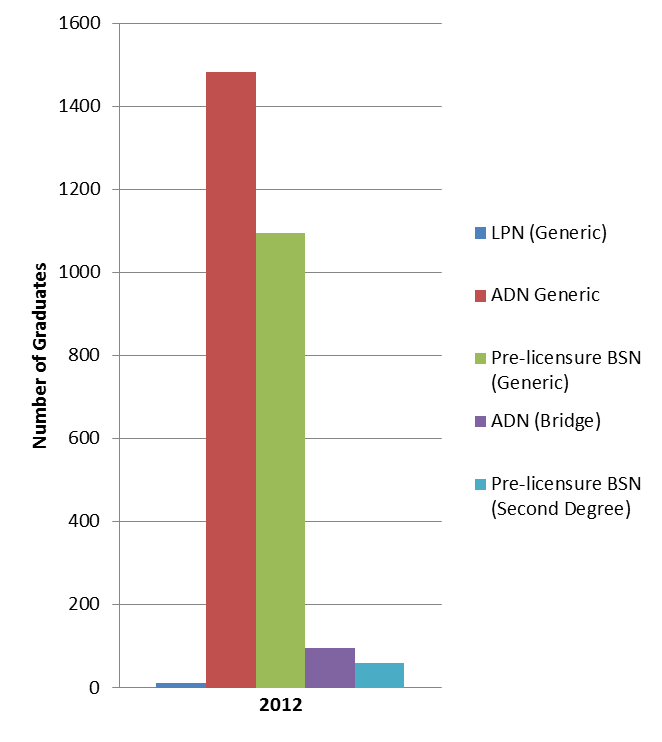 1600
1400
1200
1000
800
600
400
200
0
Number of Graduates
2012
LPN (Generic)
ADN Generic
Pre-licensure BSN
(Generic)
ADN (Bridge)
Pre-licensure BSN
(Second Degree)